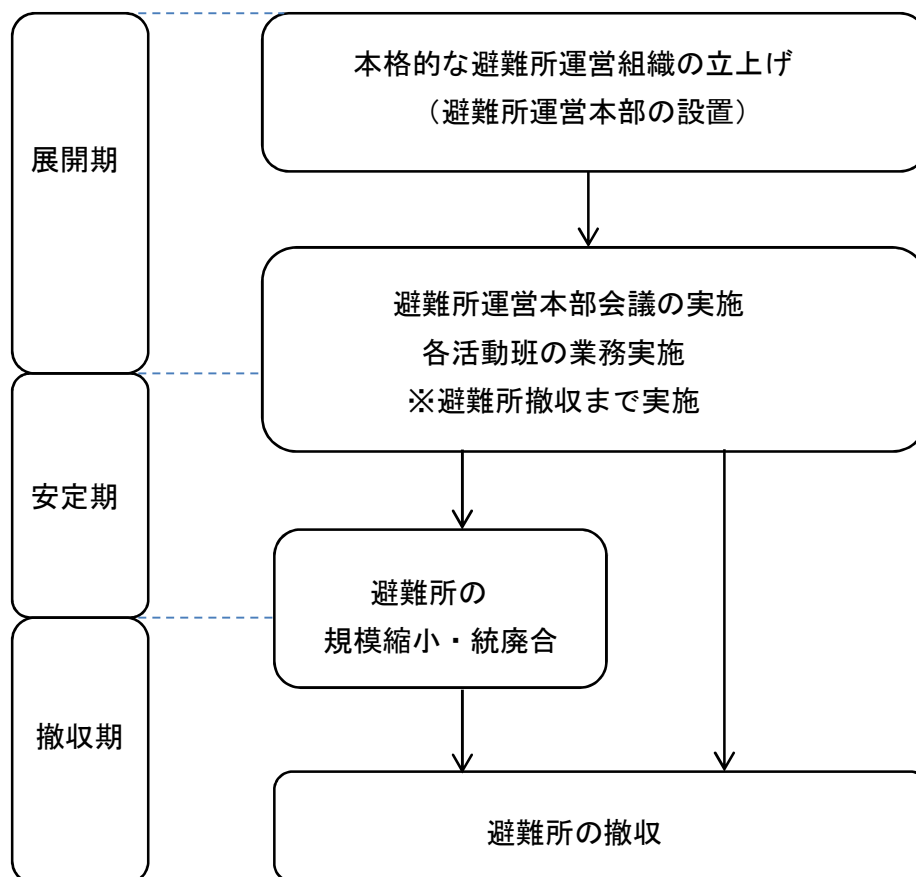 展開期
本格的な避難所運営組織の立上げ
（避難所運営本部の設置）
避難所運営本部会議の実施
各活動班の業務実施
※避難所撤収まで実施
安定期
避難所の
規模縮小・統廃合
撤収期
避難所の撤収